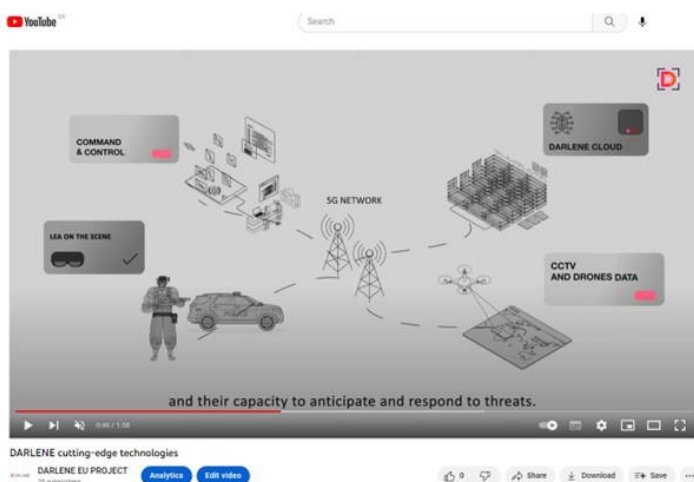 YouTube
Search
COMMAND
& CONTROL
DARLENE CLOUD
5G NETWORK
LEA ON THE SCENE
CCTV
AND DRONES DATA
and their capacity to anticipate and respond to threats.
DARLENE cutting-edge technologies
DARLENE EU PROJECT
Analytics
Edit video
0
Share
Download
Save